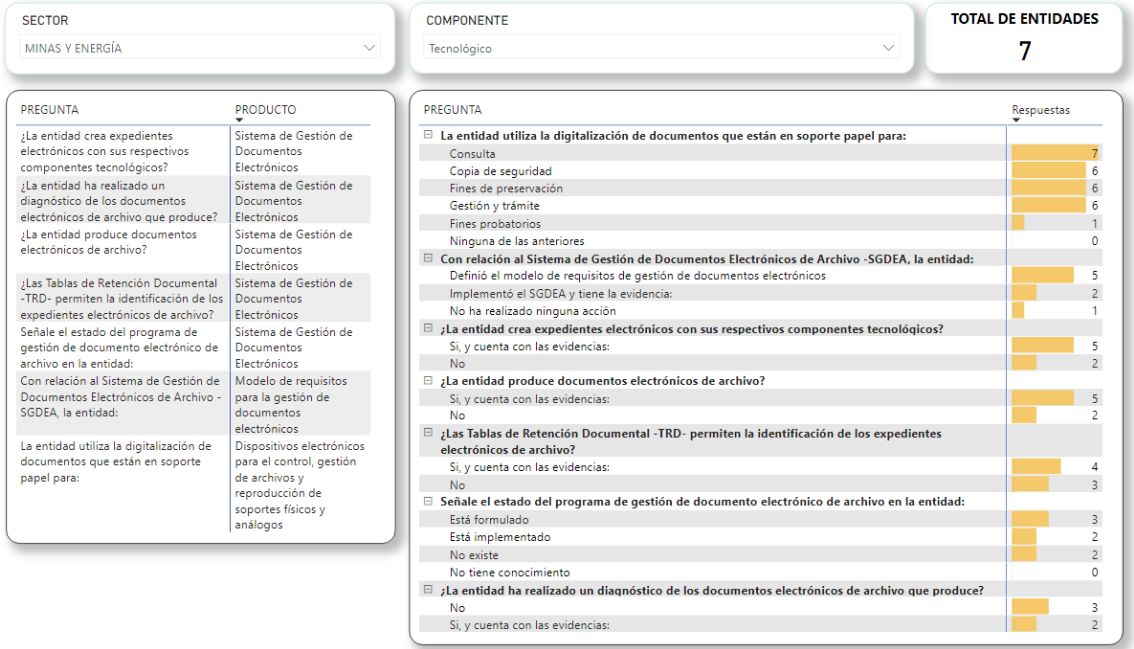 SECTOR
MINAS Y ENERGÍA
COMPONENTE
Tecnológico
TOTAL DE ENTIDADES
7
PREGUNTA PRODUCTO
¿La entidad crea expedientes
electrónicos con sus respectivos
componentes tecnológicos?
Sistema de Gestión de
Documentos
Electrónicos
¿La entidad ha realizado un
diagnóstico de los documentos
electrónicos de archivo que produce?
Sistema de Gestión de
Documentos
Electrónicos
¿La entidad produce documentos
electrónicos de archivo?
Sistema de Gestión de
Documentos
Electrónicos
¿Las Tablas de Retención Documental
-TRD- permiten la identificación de los
expedientes electrónicos de archivo?
Sistema de Gestión de
Documentos
Electrónicos
Señale el estado del programa de
gestión de documento electrónico de
archivo en la entidad:
Sistema de Gestión de
Documentos
Electrónicos
Con relación al Sistema de Gestión de
Documentos Electrónicos de Archivo -
SGDEA, la entidad:
Modelo de requisitos
para la gestión de
documentos
electrónicos
La entidad utiliza la digitalización de
documentos que están en soporte
papel para:
Dispositivos electrónicos
para el control, gestión
de archivos y
reproducción de
soportes físicos y
análogos
PREGUNTA Respuestas
La entidad utiliza la digitalización de documentos que están en soporte papel para:
Consulta 7
Copia de seguridad 6
Fines de preservación 6
Gestión y trámite 6
Fines probatorios 1
Ninguna de las anteriores 0
Con relación al Sistema de Gestión de Documentos Electrónicos de Archivo -SGDEA, la entidad:
Definió el modelo de requisitos de gestión de documentos electrónicos 5
Implementó el SGDEA y tiene la evidencia: 2
No ha realizado ninguna acción 1
¿La entidad crea expedientes electrónicos con sus respectivos componentes tecnológicos?
Si, y cuenta con las evidencias: 5
No 2
¿La entidad produce documentos electrónicos de archivo?
Si, y cuenta con las evidencias: 5
No 2
¿Las Tablas de Retención Documental -TRD- permiten la identificación de los expedientes
electrónicos de archivo?
Si, y cuenta con las evidencias: 4
No 3
Señale el estado del programa de gestión de documento electrónico de archivo en la entidad:
Está formulado 3
Está implementado 2
No existe 2
No tiene conocimiento 0
¿La entidad ha realizado un diagnóstico de los documentos electrónicos de archivo que produce?
No 3
Si, y cuenta con las evidencias: 2